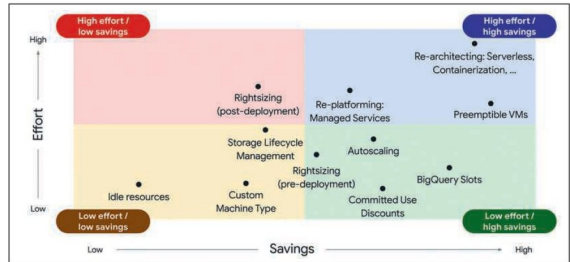 High effort /
low savings
High effort /
high savings
High
Re-architecting: Serverless,
Containerization, ...
Rightsizing
(post-deployment)
Re-platforming:
Managed Services
Preemptible VMs
Effort
Storage Lifecycle
Management
Autoscaling
Rightsizing
(pre-deployment)
BigQuery Slots
Idle resources
Custom
Machine Type
Committed Use
Discounts
Low
Low effort /
low savings
Low effort /
high savings
Low
Savings
High